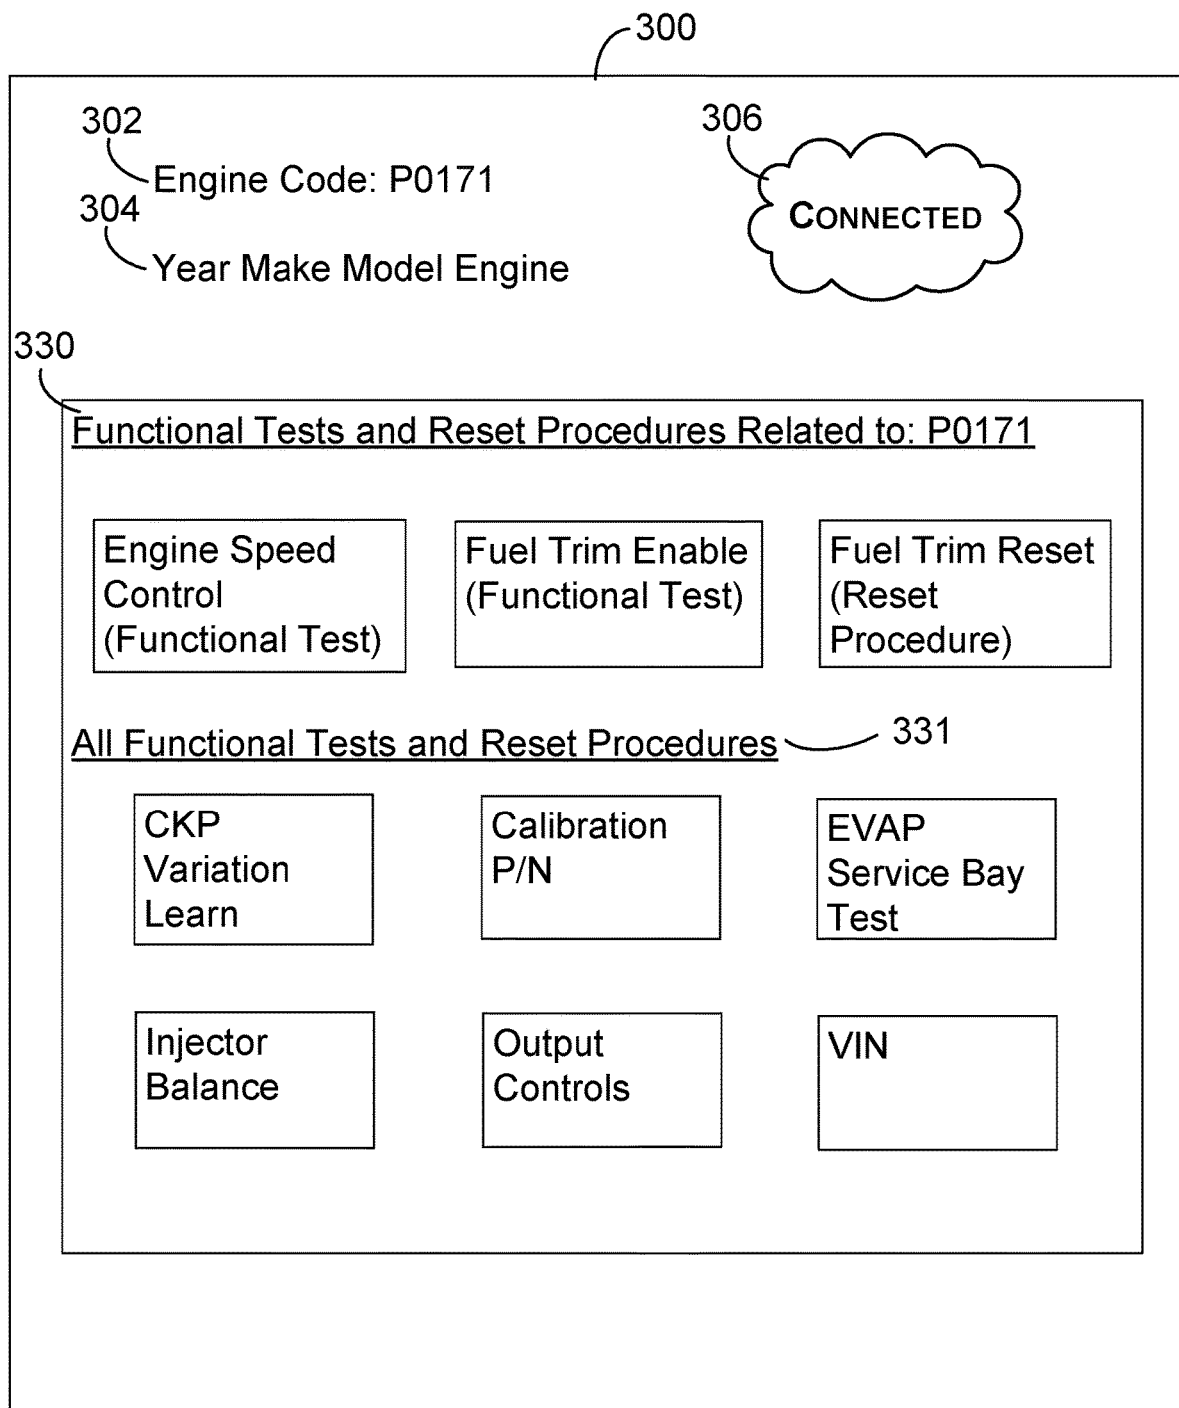 300
302
306
Engine Code: P0171
CONNECTED
304
Year Make Model Engine
330
Functional Tests and Reset Procedures Related to: P0171
Engine Speed
Control
(Functional Test)
Fuel Trim Enable
(Functional Test)
Fuel Trim Reset
(Reset
Procedure)
All Functional Tests and Reset Procedures
331
CKP
Variation
Learn
Calibration
P/N
EVAP
Service Bay
Test
Injector
Balance
Output
Controls
VIN